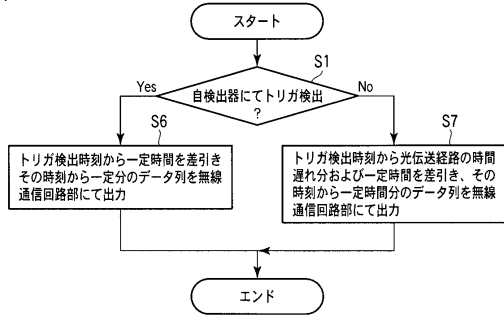 スタート
S1
自検出器にてトリガ検出
?
Yes
No
S6
トリガ検出時刻から一定時間を差引き
その時刻から一定分のデータ列を無線
通信回路部にて出力
S7
トリガ検出時刻から光伝送経路の時間
遅れ分および一定時間を差引き、その
時刻から一定時間分のデータ列を無線
通信回路部にて出力
エンド